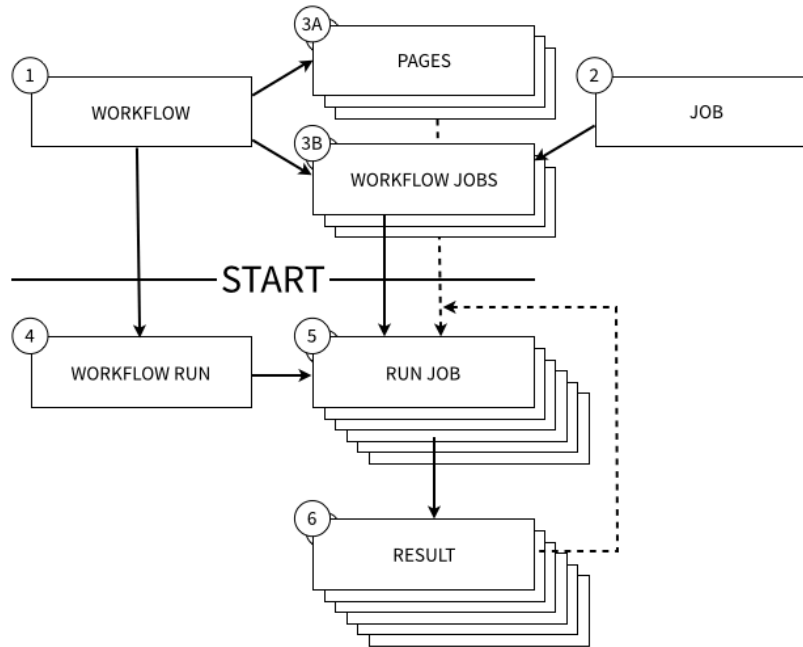 3A
PAGES
1
WORKFLOW
2
JOB
3B
WORKFLOW JOBS
START
4
WORKFLOW RUN
5
RUN JOB
6
RESULT